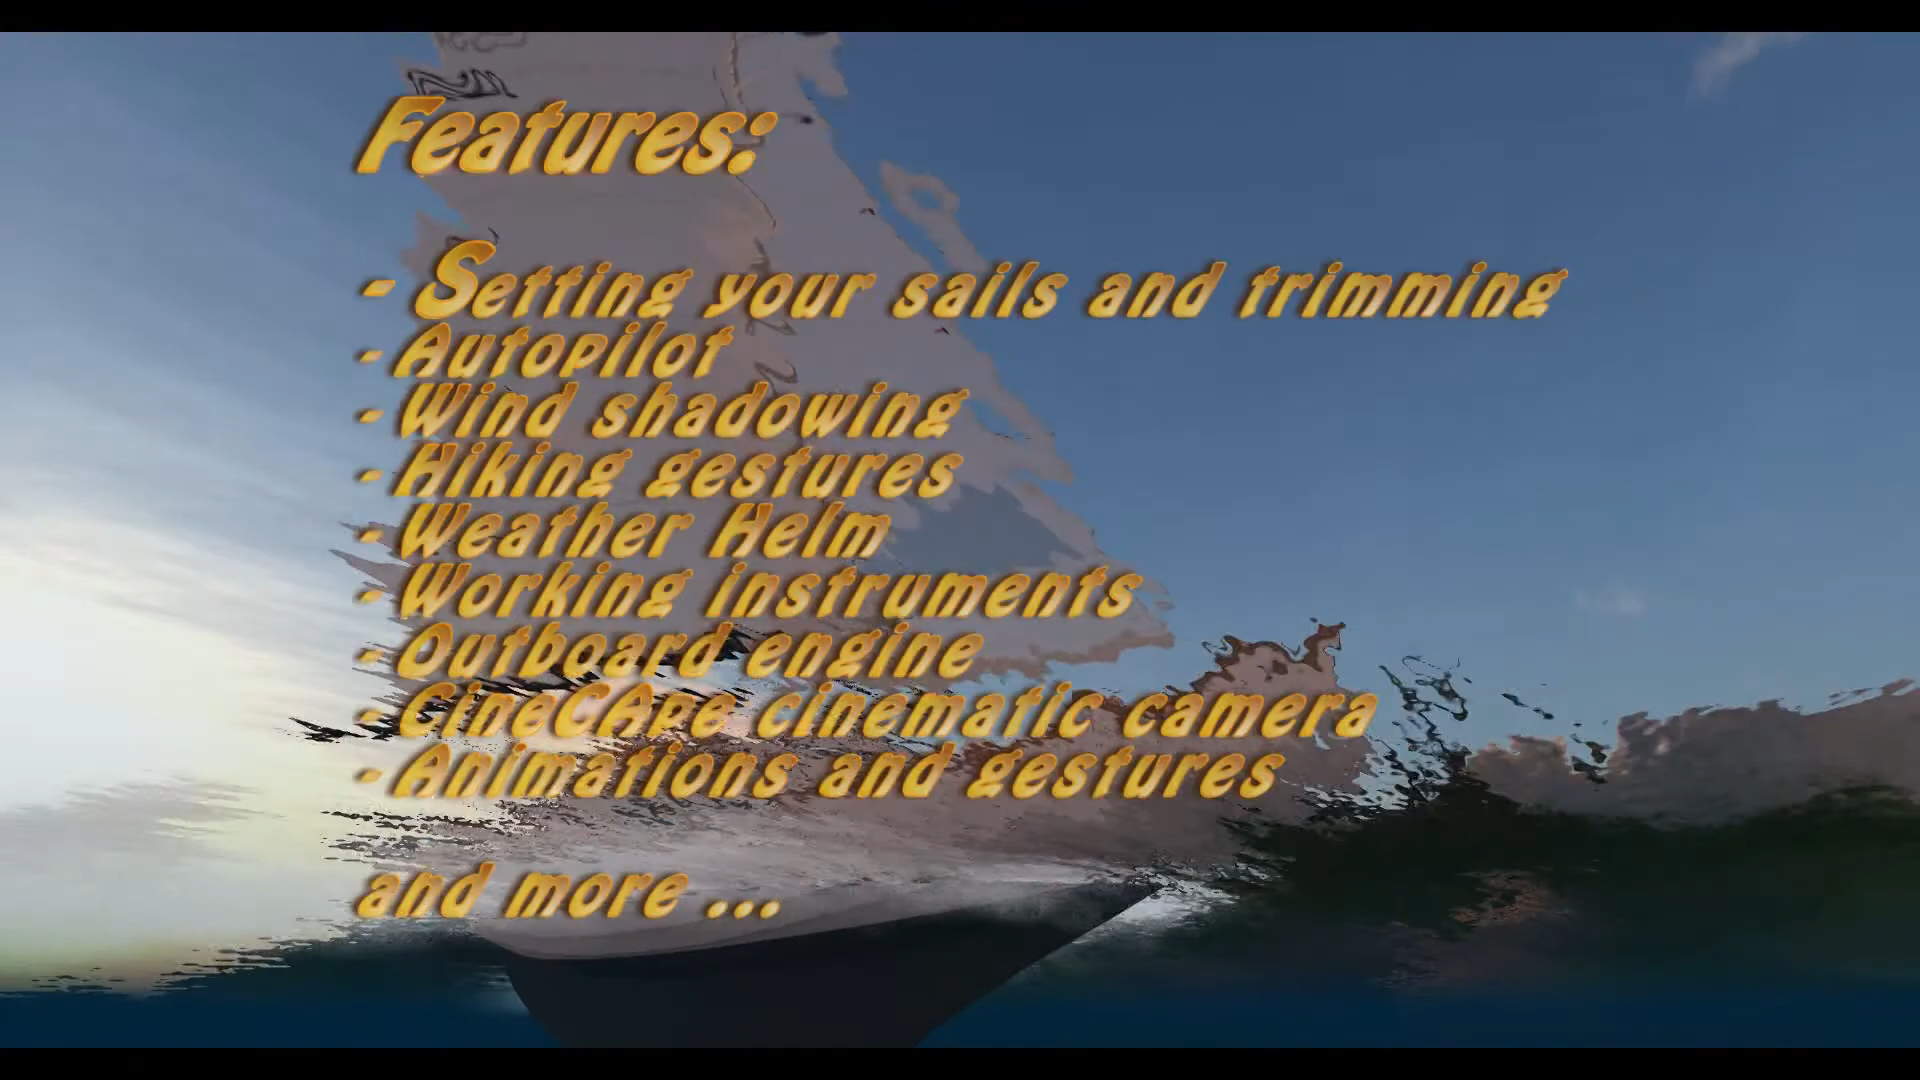 Features:
- Setting your sails and trimming
- Autopilot
- Wind shadowing
- Hiking gestures
- Weather Helm
- Working instruments
- Outboard engine
- CineCApe cinematic camera
- Animations and gestures
and more ...